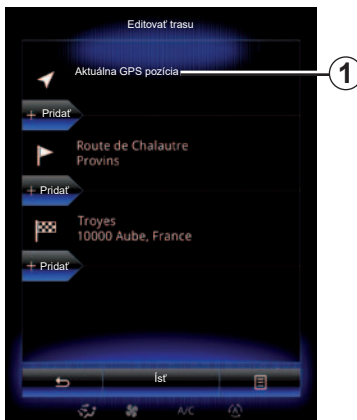 Editovať trasu
Aktuálna GPS pozícia
1
+ Pridať
Route de Chalautre
Provins
+ Pridať
Troyes
10000 Aube, France
+ Pridať
Ísť
A/C